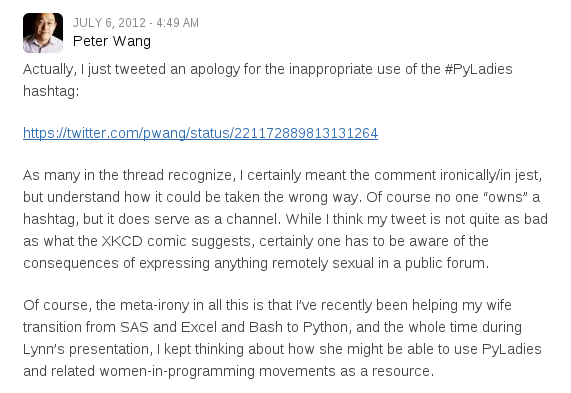 JULY 6, 2012 - 4:49 AM
Peter Wang
Actually, I just tweeted an apology for the inappropriate use of the #PyLadies
hashtag:
https://twitter.com/pwang/status/221172889813131264
As many in the thread recognize, I certainly meant the comment ironically/in jest,
but understand how it could be taken the wrong way. Of course no one “owns” a
hashtag, but it does serve as a channel. While I think my tweet is not quite as bad
as what the XKCD comic suggests, certainly one has to be aware of the
consequences of expressing anything remotely sexual in a public forum.
Of course, the meta-irony in all this is that I’ve recently been helping my wife
transition from SAS and Excel and Bash to Python, and the whole time during
Lynn’s presentation, I kept thinking about how she might be able to use PyLadies
and related women-in-programming movements as a resource.